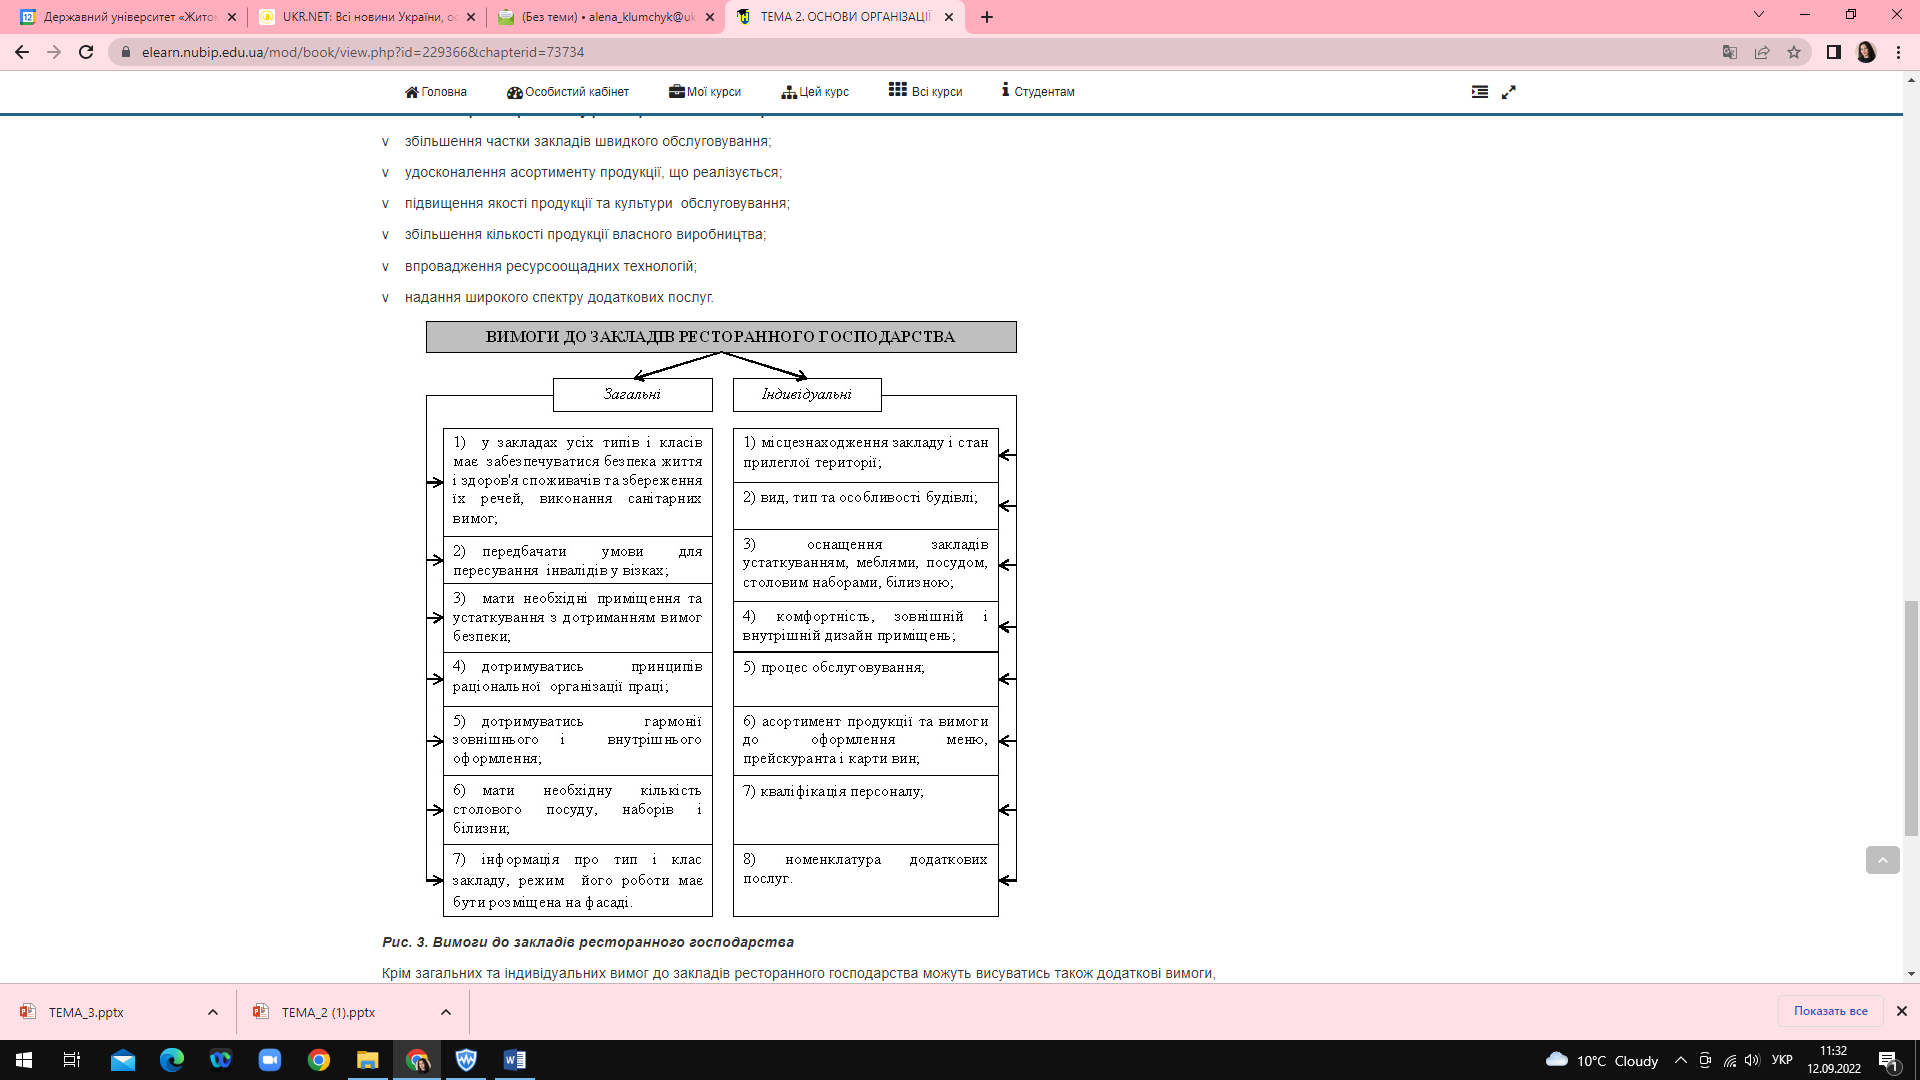 Державний університет «Житом
UKR.NET: Всі новини України, ос
(Без теми) • alena_klumchyk@uk
ТЕМА 2. ОСНОВИ ОРГАНІЗАЦІЇ
elearn.nubip.edu.ua/mod/book/view.php?id=229366&chapterid=73734
Головна
Особистий кабінет
Мої курси
Цей курс
Всі курси
Студентам
v збільшення частки закладів швидкого обслуговування;
v удосконалення асортименту продукції, що реалізується;
v підвищення якості продукції та культури  обслуговування;
v збільшення кількості продукції власного виробництва;
v впровадження ресурсоощадних технологій;
v надання широкого спектру додаткових послуг.
ВИМОГИ ДО ЗАКЛАДІВ РЕСТОРАННОГО ГОСПОДАРСТВА
Загальні
1) у закладах усіх типів і класів
має забезпечуватися безпека життя
і здоров'я споживачів та збереження
їх речей, виконання санітарних
вимог;
2) передбачати умови для
пересування інвалідів у візках;
3) мати необхідні приміщення та
устаткування з дотриманням вимог
безпеки;
4) дотримуватись принципів
раціональної організації праці;
5) дотримуватись гармонії
зовнішнього і внутрішнього
оформлення;
6) мати необхідну кількість
столового посуду, наборів і
білизни;
7) інформація про тип і клас
закладу, режим його роботи має
бути розміщена на фасаді.
Індивідуальні
1) місцезнаходження закладу і стан
прилеглої території;
2) вид, тип та особливості будівлі;
3) оснащення закладів
устаткуванням, меблями, посудом,
столовим наборами, білизною;
4) комфортність, зовнішній і
внутрішній дизайн приміщень;
5) процес обслуговування;
6) асортимент продукції та вимоги
до оформлення меню,
прейскуранта і карти вин;
7) кваліфікація персоналу;
8) номенклатура додаткових
послуг.
Рис. 3. Вимоги до закладів ресторанного господарства
Крім загальних та індивідуальних вимог до закладів ресторанного господарства можуть висуватись також додаткові вимоги,
ТЕМА_3.pptx
ТЕМА_2 (1).pptx
Показать все
10°C Cloudy
УКР
11:32
12.09.2022
1